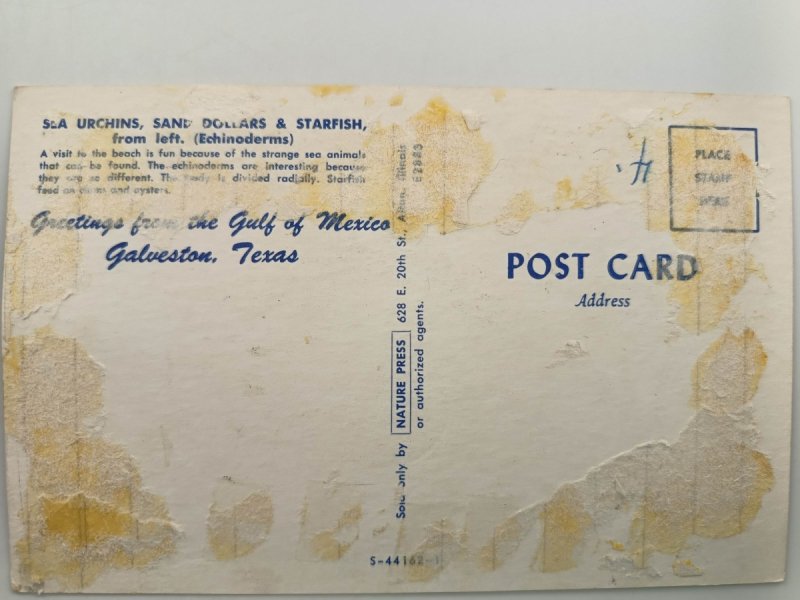 SEA URCHINS, SAND DOLLARS & STARFISH,
from left. (Echinoderms)
A visit to the beach is fun because of the strange sea animals
that can be found. The echinoderms are interesting because
they are so different. The body is divided radially. Starfish
feed on clams and oysters.
Greetings from the Gulf of Mexico
Galveston, Texas
Sold only by NATURE PRESS 628 E. 20th St., Alton, Illinois
or authorized agents.
S-44162-1
PLACE
STAMP
HERE
POST CARD
Address